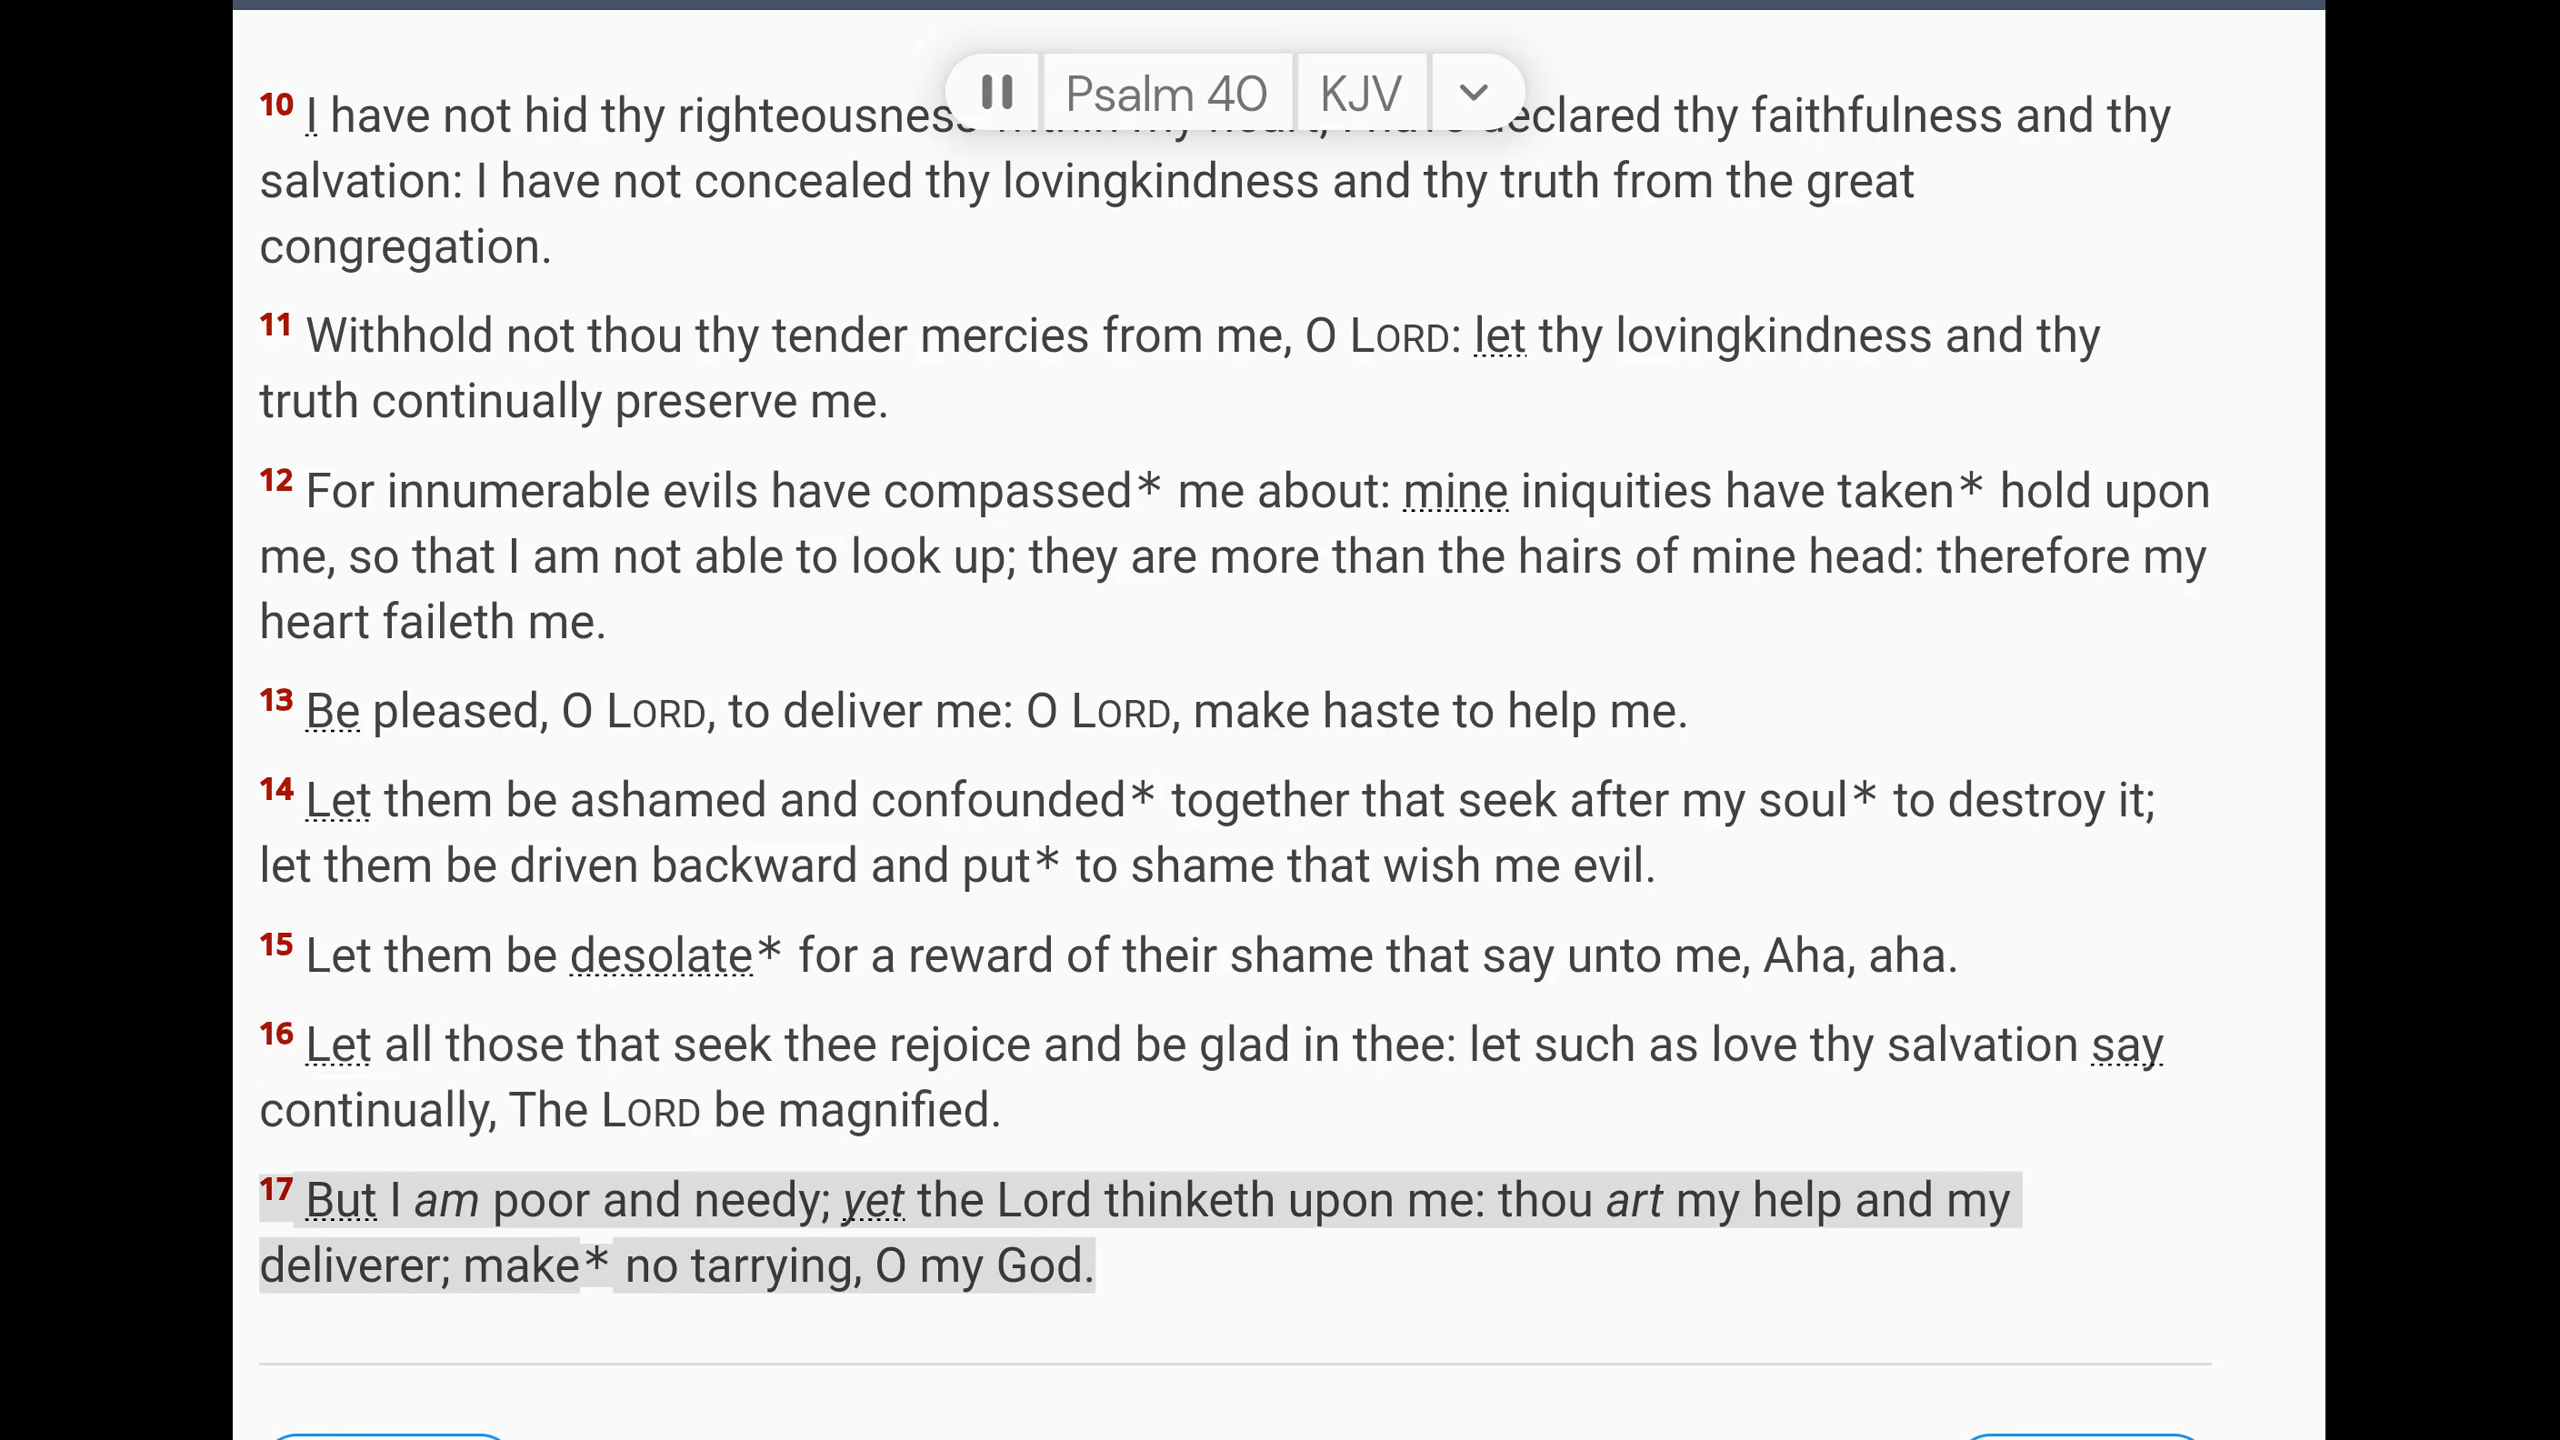 Psalm 40 KJV
10 I have not hid thy righteousness declared thy faithfulness and thy
salvation: I have not concealed thy lovingkindness and thy truth from the great
congregation.
11 Withhold not thou thy tender mercies from me, O LORD: let thy lovingkindness and thy
truth continually preserve me.
12 For innumerable evils have compassed* me about: mine iniquities have taken* hold upon
me, so that I am not able to look up; they are more than the hairs of mine head: therefore my
heart faileth me.
13 Be pleased, O LORD, to deliver me: O LORD, make haste to help me.
14 Let them be ashamed and confounded* together that seek after my soul* to destroy it;
let them be driven backward and put* to shame that wish me evil.
15 Let them be desolate* for a reward of their shame that say unto me, Aha, aha.
16 Let all those that seek thee rejoice and be glad in thee: let such as love thy salvation say
continually, The LORD be magnified.
17 But I am poor and needy; yet the Lord thinketh upon me: thou art my help and my
deliverer; make* no tarrying, O my God.